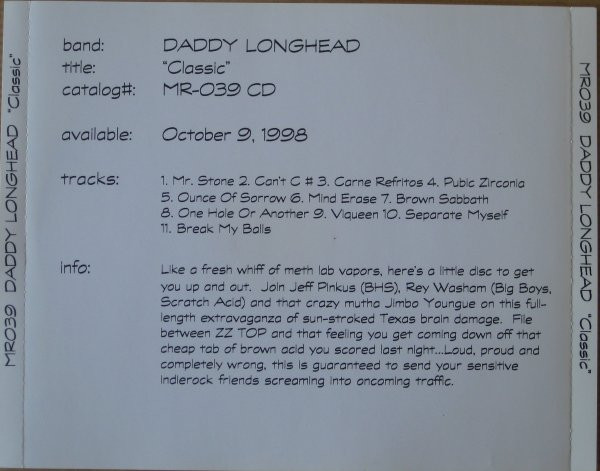 band: DADDY LONGHEAD
title: "Classic"
catalog#: MR-039 CD
available: October 9, 1998
tracks: 1. Mr. Stone 2. Can't C # 3. Carne Refritos 4. Pubic Zirconia
5. Ounce Of Sorrow 6. Mind Erase 7. Brown Sabbath
8. One Hole Or Another 9. Viqueen 10. Separate Myself
11. Break My Balls
info: Like a fresh whiff of meth lab vapors, here's a little disc to get
you up and out. Join Jeff Pinkus (BHS), Rey Washam (Big Boys,
Scratch Acid) and that crazy mutha Jimbo Youngue on this full-
length extravaganza of sun-stroked Texas brain damage. File
between ZZ TOP and that feeling you get coming down off that
cheap tab of brown acid you scored last night...Loud, proud and
completely wrong, this is guaranteed to send your sensitive
indierock friends screaming into oncoming traffic.
MR039 DADDY LONGHEAD "Classic"
MR039 DADDY LONGHEAD "Classic"